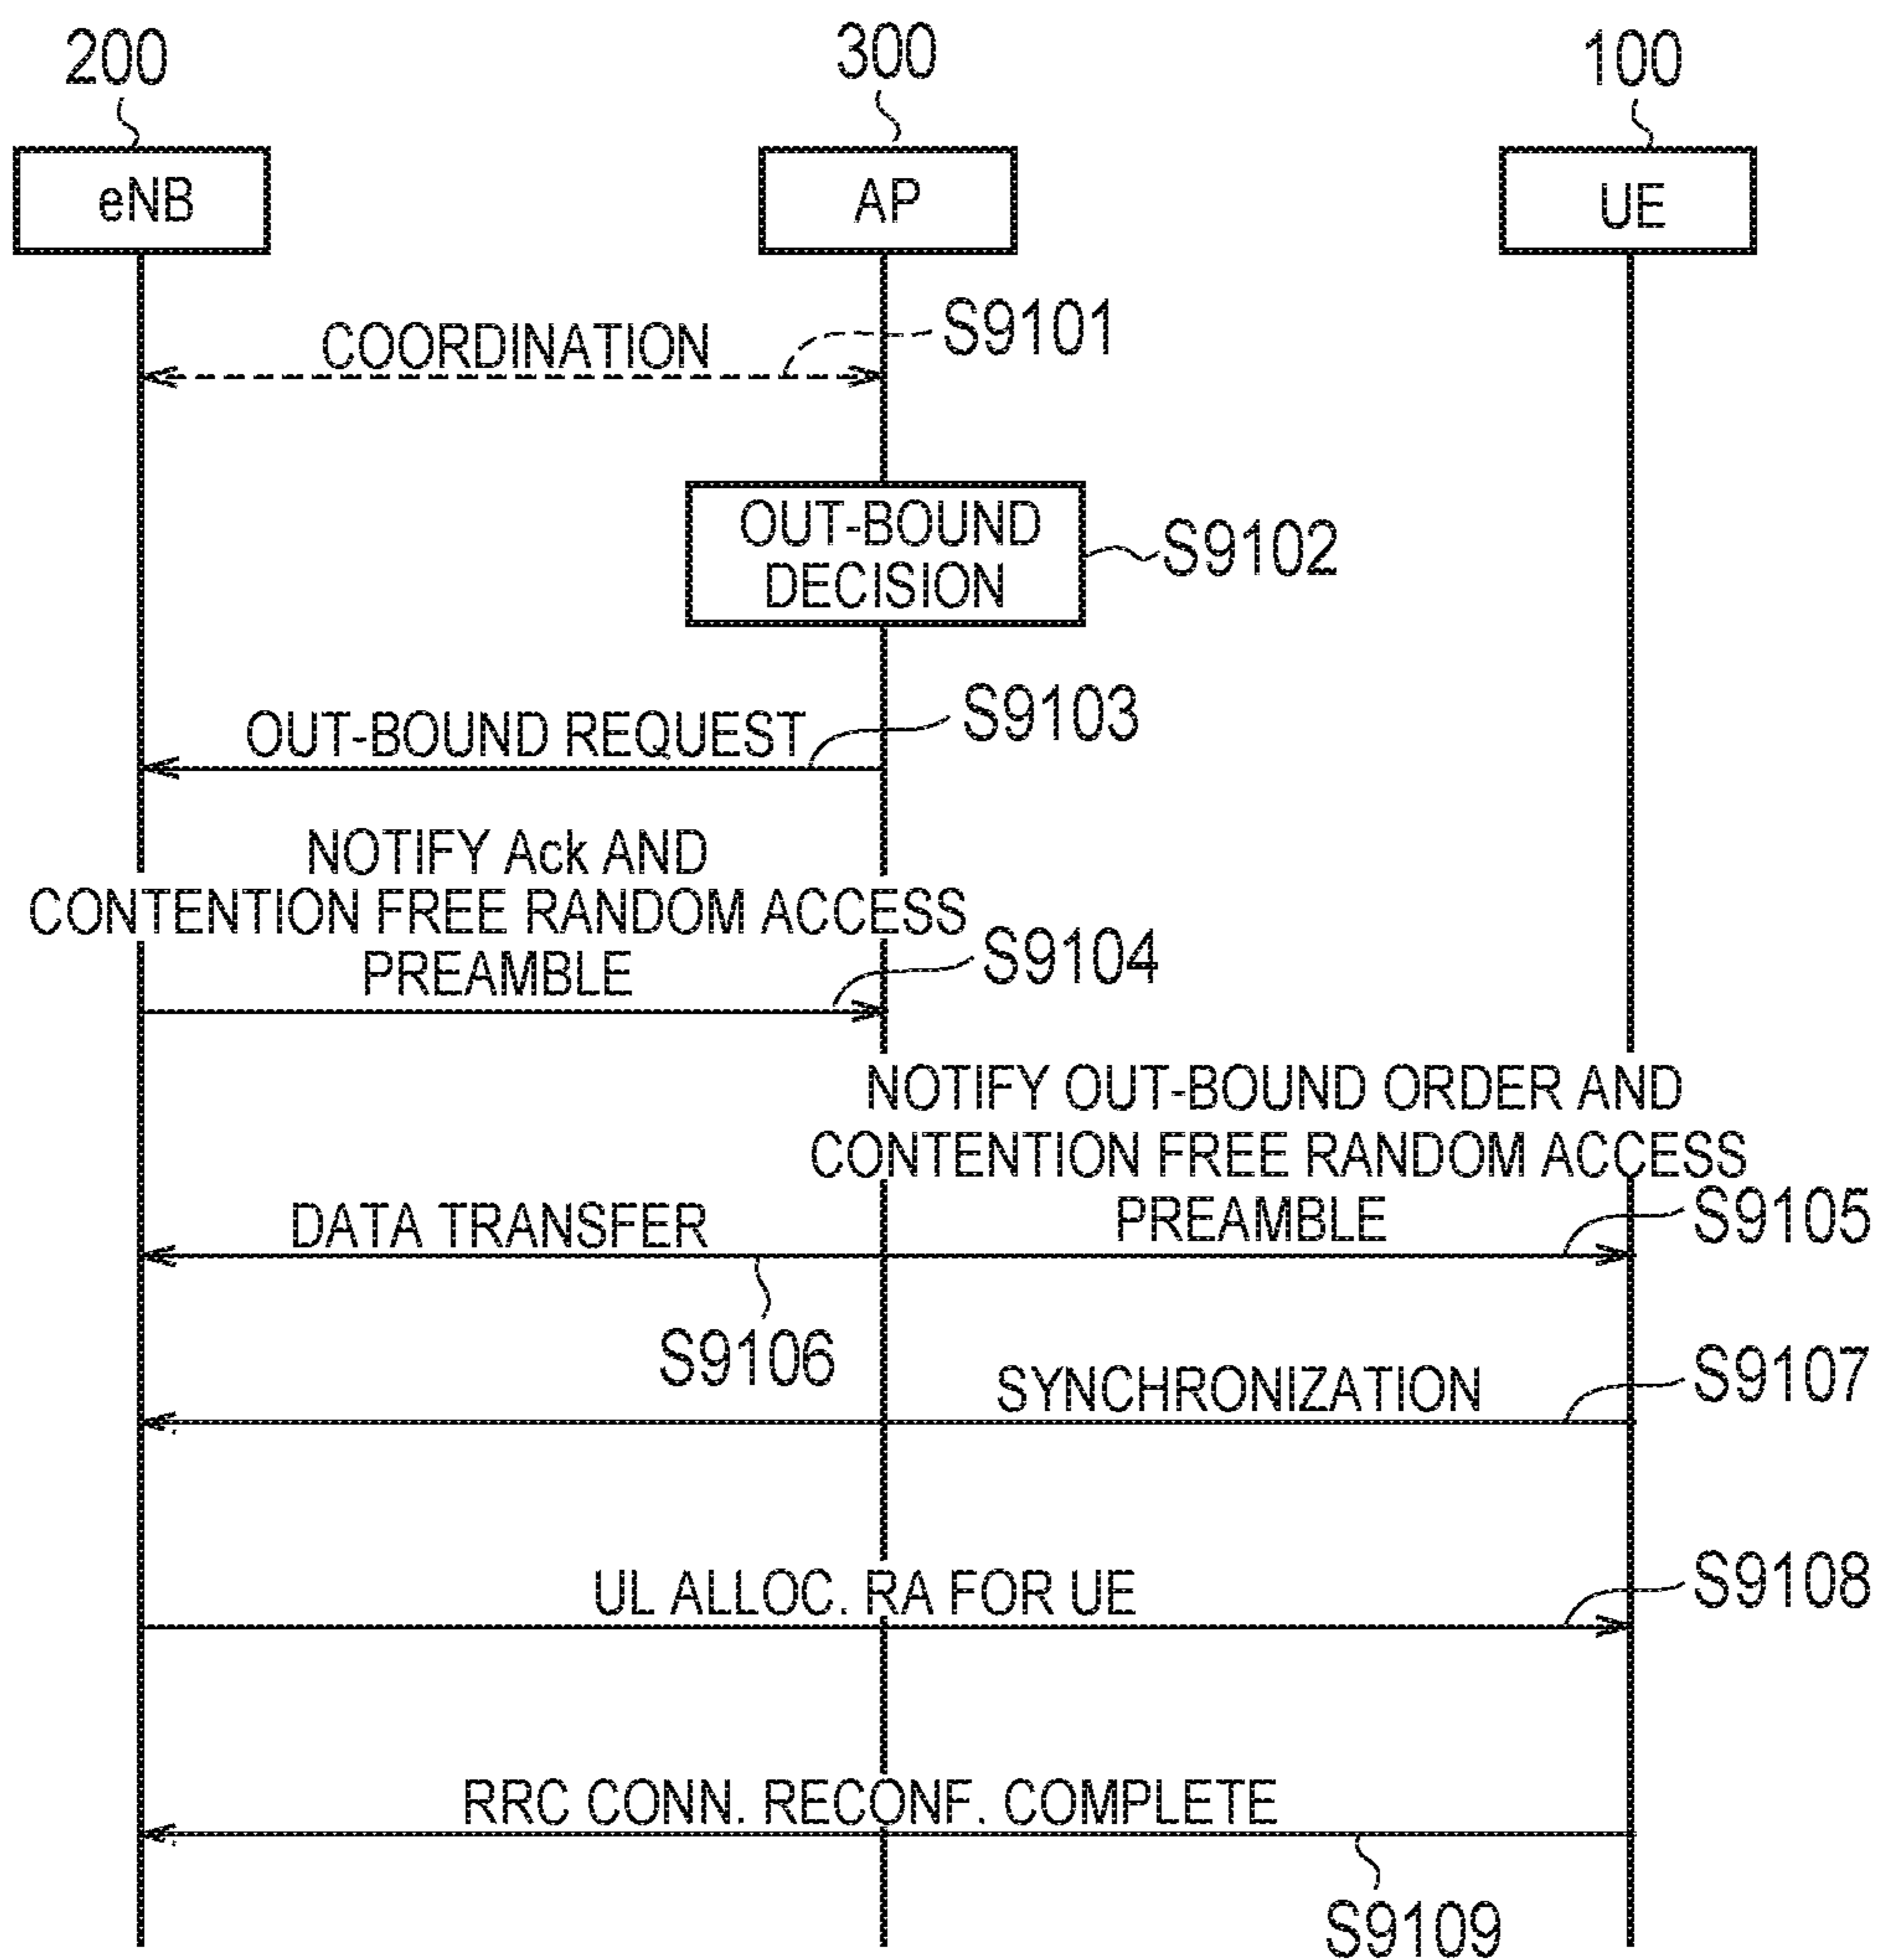 200
300
100
eNB
AP
UE
COORDINATION
S9101
OUT-BOUND
DECISION
S9102
OUT-BOUND REQUEST
S9103
NOTIFY Ack AND
CONTENTION FREE RANDOM ACCESS
PREAMBLE
S9104
NOTIFY OUT-BOUND ORDER AND
CONTENTION FREE RANDOM ACCESS
PREAMBLE
S9105
DATA TRANSFER
S9106
SYNCHRONIZATION
S9107
UL ALLOC. RA FOR UE
S9108
RRC CONN. RECONF. COMPLETE
S9109